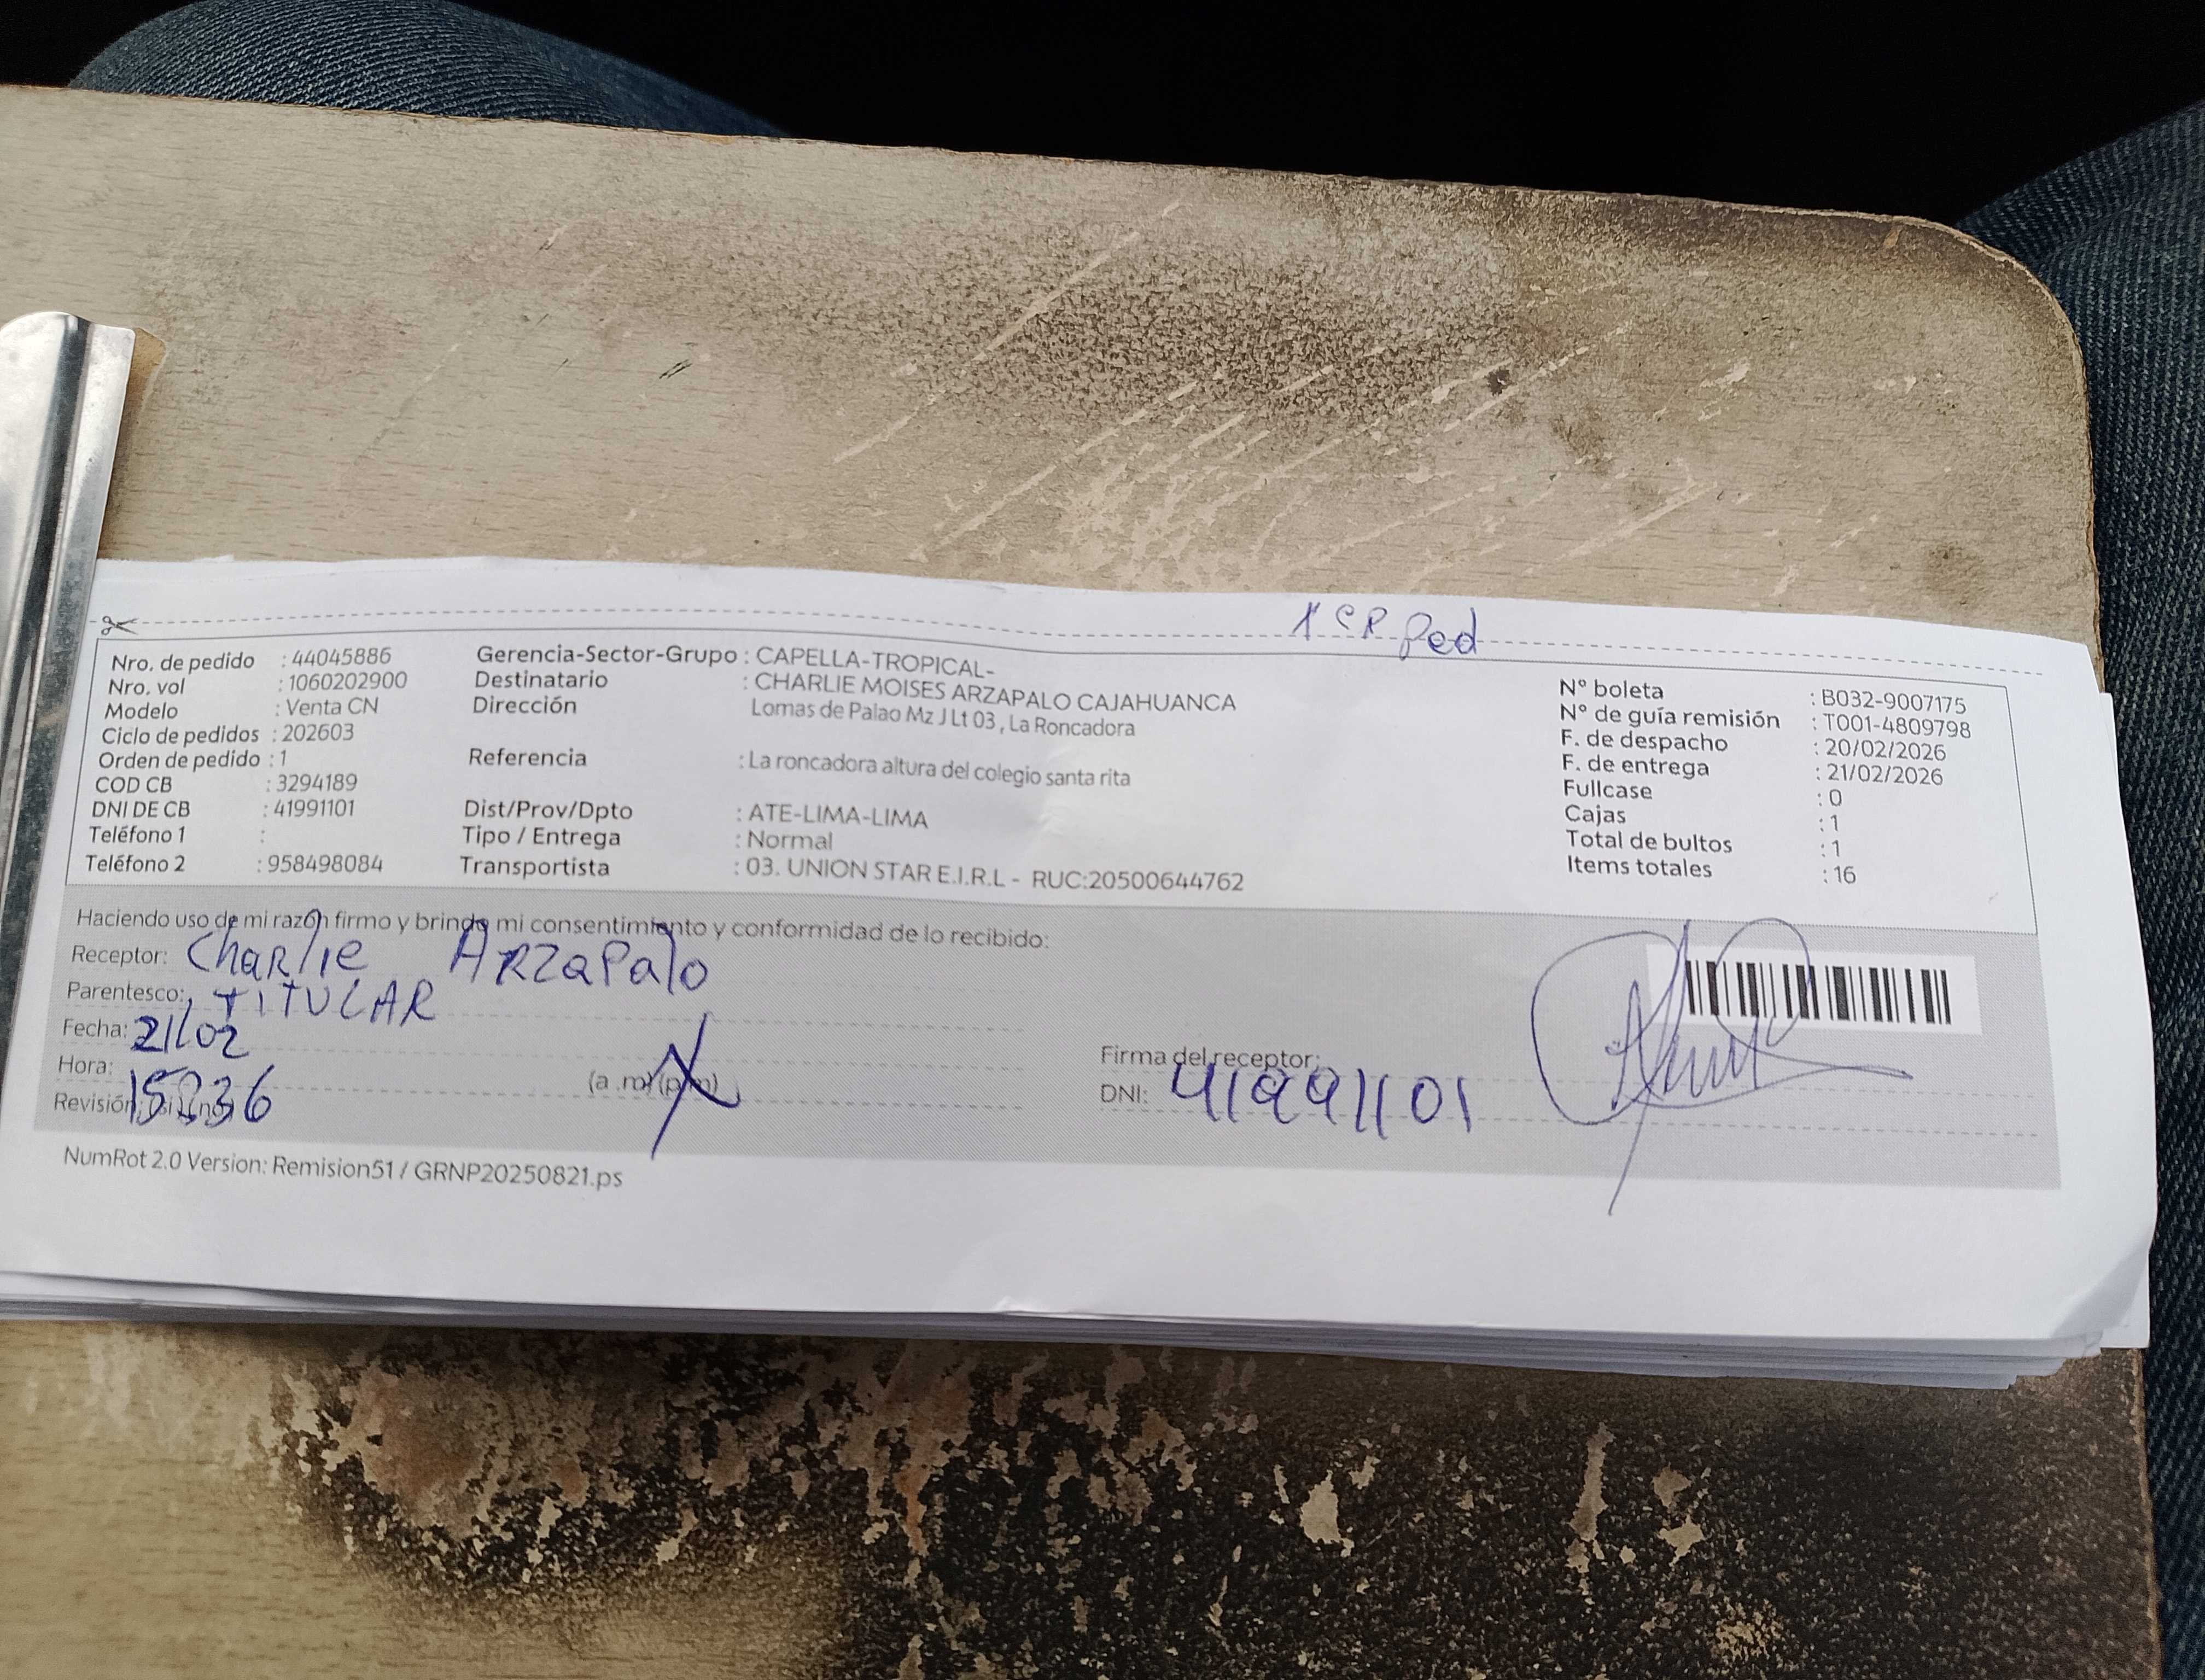 1 ER Ped
Nro. de pedido : 44045886
Nro. vol : 1060202900
Modelo : Venta CN
Ciclo de pedidos : 202603
Orden de pedido : 1
COD CB : 3294189
DNI DE CB : 41991101
Teléfono 1 :
Teléfono 2 : 958498084
Gerencia-Sector-Grupo : CAPELLA-TROPICAL-
Destinatario : CHARLIE MOISES ARZAPALO CAJAHUANCA
Dirección Lomas de Palao Mz J Lt 03 , La Roncadora
Referencia : La roncadora altura del colegio santa rita
Dist/Prov/Dpto : ATE-LIMA-LIMA
Tipo / Entrega : Normal
Transportista : 03. UNION STAR E.I.R.L - RUC:20500644762
N° boleta : B032-9007175
N° de guía remisión : T001-4809798
F. de despacho : 20/02/2026
F. de entrega : 21/02/2026
Fullcase : 0
Cajas : 1
Total de bultos : 1
Items totales : 16
Haciendo uso de mi razón firmo y brindo mi consentimiento y conformidad de lo recibido:
Receptor: Charlie ARZaPalo
Parentesco: TITULAR
Fecha: 21/02
Hora: (a .m) (p.m)
Revisión:
Firma del receptor:
DNI: 41991101
NumRot 2.0 Version: Remision51 / GRNP20250821.ps